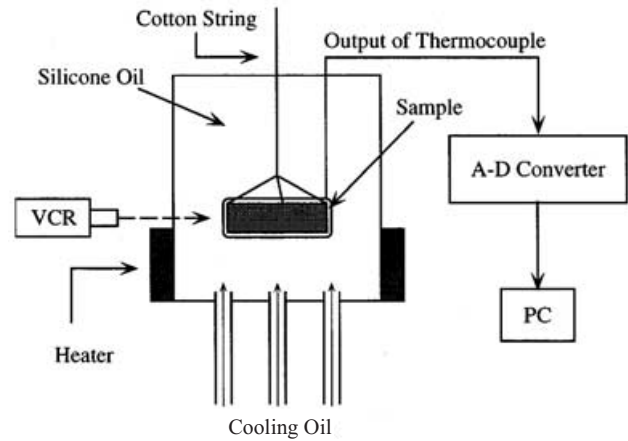 Cotton String
Output of Thermocouple
Silicone Oil
Sample
A-D Converter
VCR
PC
Heater
Cooling Oil